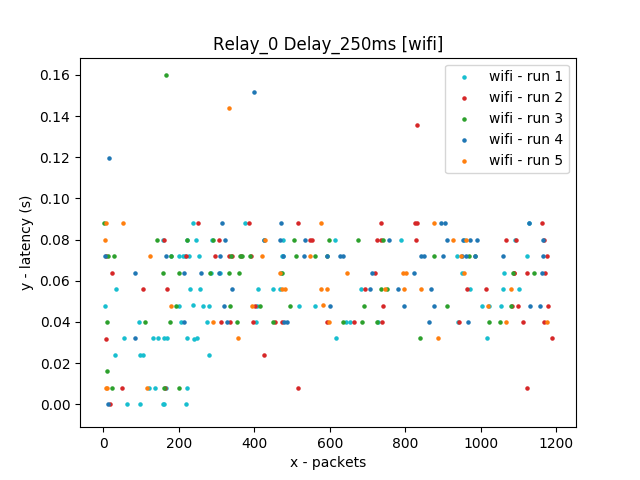 Relay_0 Delay_250ms [wifi]
wifi - run 1
wifi - run 2
wifi - run 3
wifi - run 4
wifi - run 5
0.16
0.14
0.12
0.10
0.08
0.06
0.04
0.02
0.00
y - latency (s)
0 200 400 600 800 1000 1200
x - packets